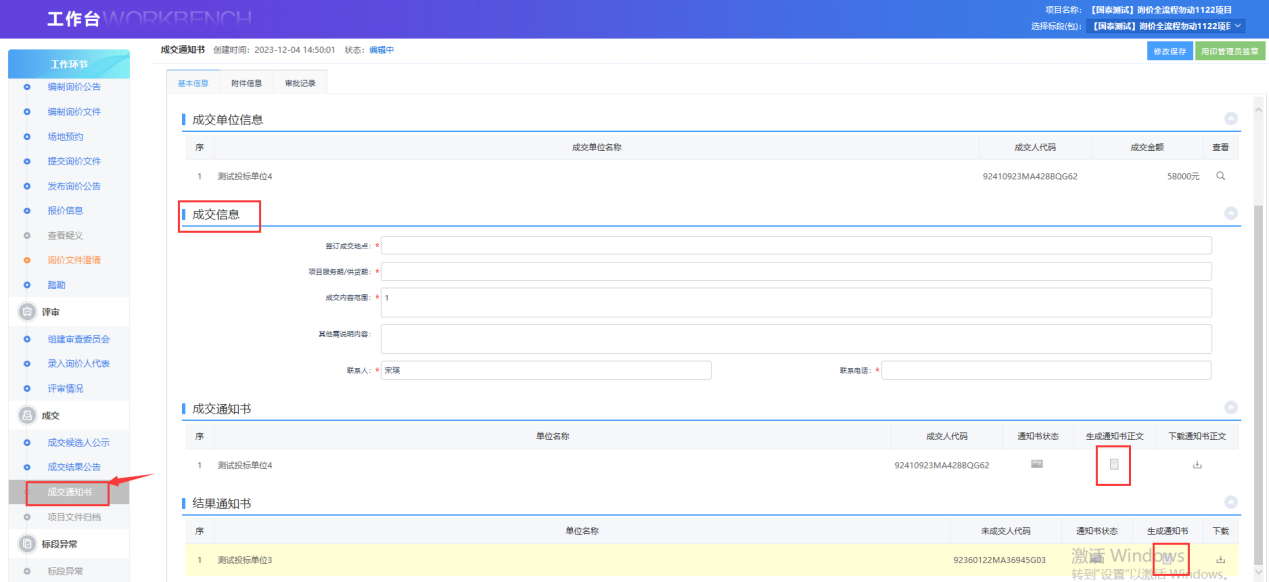 工作台WORKBENCH
项目名称: 【国泰测试】询价全流程勿动1122项目
选择标段(包): 【国泰测试】询价全流程勿动1122项目
成交通知书 创建时间: 2023-12-04 14:50:01 状态: 编辑中
修改保存 用印管理员签章
工作环节
编制询价公告
编制询价文件
场地预约
提交询价文件
发布询价公告
报价信息
查看疑义
询价文件澄清
踏勘
评审
组建审查委员会
录入询价人代表
评审情况
成交
成交候选人公示
成交结果公告
成交通知书
项目文件归档
标段异常
标段异常
基本信息 附件信息 审批记录
成交单位信息
序 成交单位名称 成交人代码 成交金额 查看
1 测试投标单位4 92410923MA428BQG62 58000元
成交信息
签订成交地点: *
项目服务期/供货期: *
成交内容范围: * 1
其他需说明内容:
联系人: * 宋瑛 联系电话: *
成交通知书
序 单位名称 成交人代码 通知书状态 生成通知书正文 下载通知书正文
1 测试投标单位4 92410923MA428BQG62
结果通知书
序 单位名称 未成交人代码 通知书状态 生成通知书 下载
1 测试投标单位3 92360122MA36945G03
激活 Windows
转到"设置"以激活 Windows。